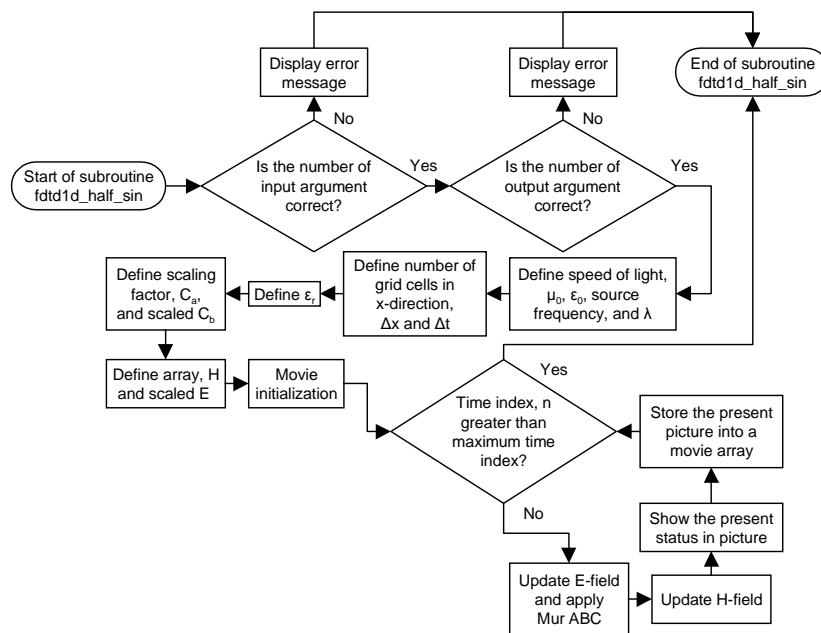 Display error
message
Display error
message
End of subroutine
fdtd1d_half_sin
No
No
Start of subroutine
fdtd1d_half_sin
Is the number of
input argument
correct?
Yes
Is the number of
output argument
correct?
Yes
Define scaling
factor, Cₐ,
and scaled C_b
Define εᵣ
Define number of
grid cells in
x-direction,
Δx and Δt
Define speed of light,
μ₀, ε₀, source
frequency, and λ
Define array, H
and scaled E
Movie
initialization
Time index, n
greater than
maximum time
index?
Yes
No
Store the present
picture into a
movie array
Show the present
status in picture
Update E-field
and apply
Mur ABC
Update H-field